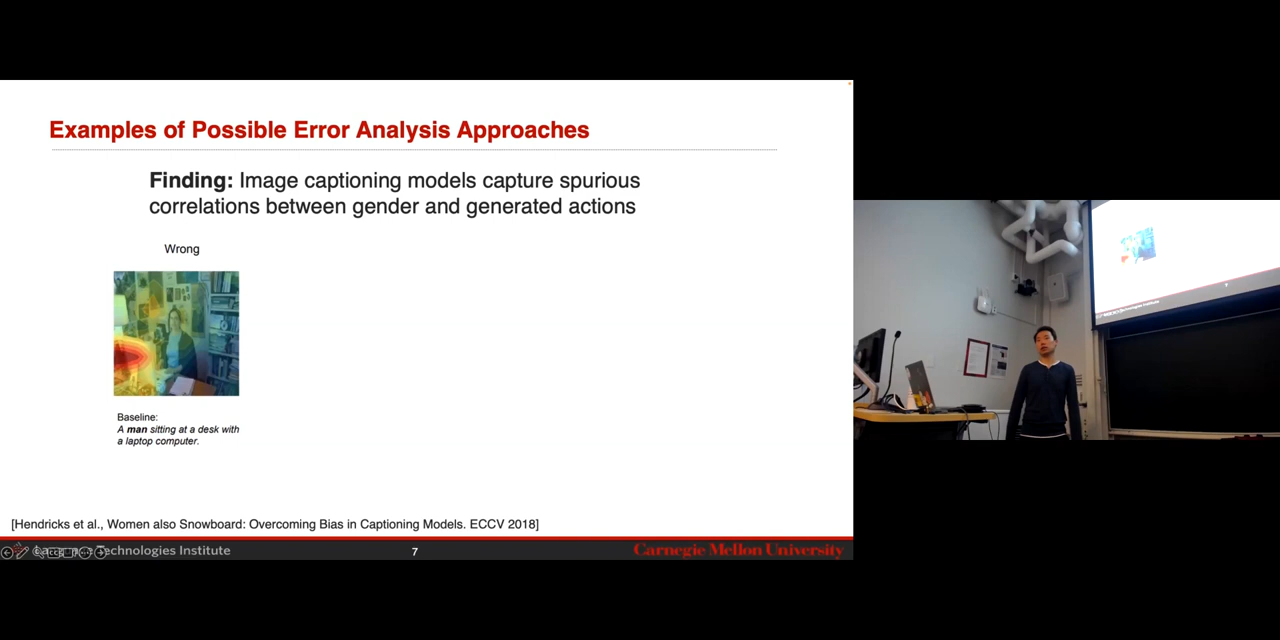 Examples of Possible Error Analysis Approaches
Finding: Image captioning models capture spurious
correlations between gender and generated actions
Wrong
Baseline:
A man sitting at a desk with
a laptop computer.
[Hendricks et al., Women also Snowboard: Overcoming Bias in Captioning Models. ECCV 2018]
Technologies Institute
7
Carnegie Mellon University